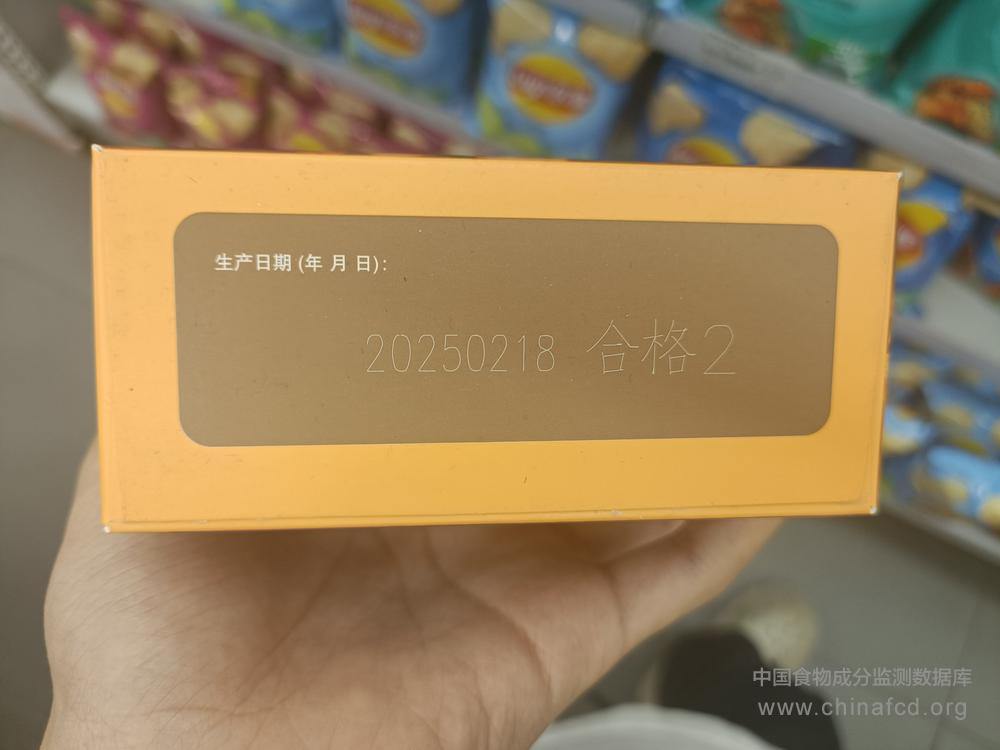 生产日期 (年 月 日):
20250218 合格2
中国食物成分监测数据库
www.chinafcd.org